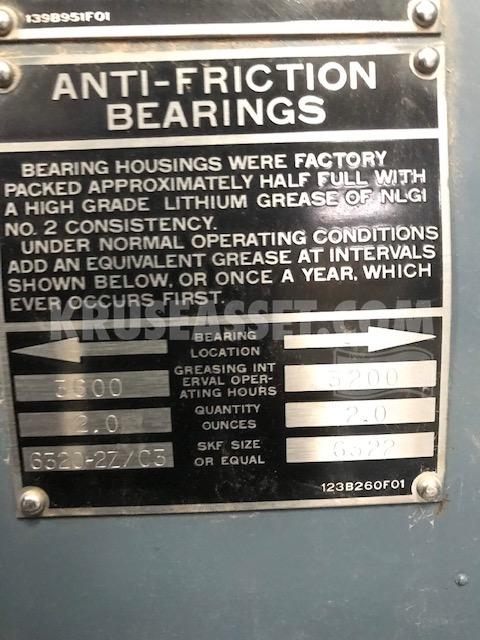 139B951F01
ANTI-FRICTION
BEARINGS
BEARING HOUSINGS WERE FACTORY
PACKED APPROXIMATELY HALF FULL WITH
A HIGH GRADE LITHIUM GREASE OF NLGI
NO. 2 CONSISTENCY.
UNDER NORMAL OPERATING CONDITIONS
ADD AN EQUIVALENT GREASE AT INTERVALS
SHOWN BELOW, OR ONCE A YEAR, WHICH
EVER OCCURS FIRST.
KRUSEASSET.COM
BEARING
LOCATION
3600 GREASING INT 3200
ERVAL OPER-
ATING HOURS
2.0 QUANTITY 2.0
OUNCES
6320-2Z/C3 SKF SIZE 6322
OR EQUAL
123B260F01